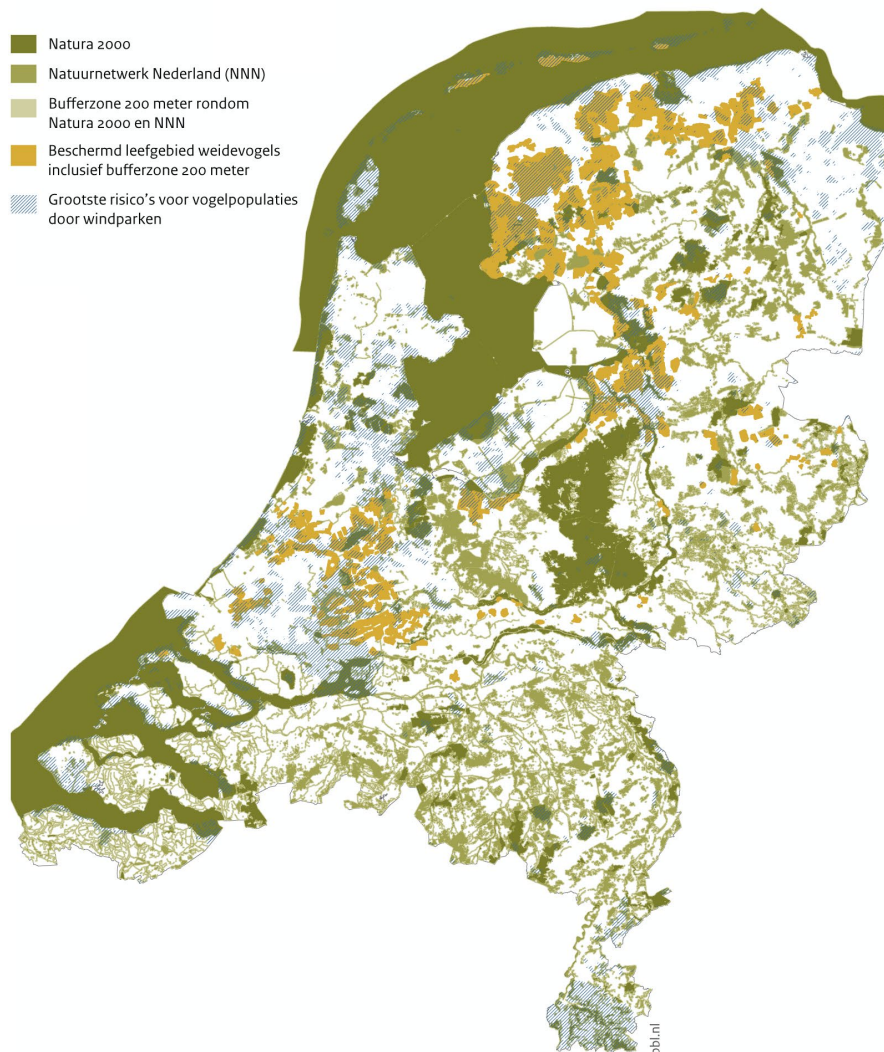 Natura 2000
Natuurnetwerk Nederland (NNN)
Bufferzone 200 meter rondom
Natura 2000 en NNN
Beschermd leefgebied weidevogels
inclusief bufferzone 200 meter
Grootste risico's voor vogelpopulaties
door windparken
pbl.nl